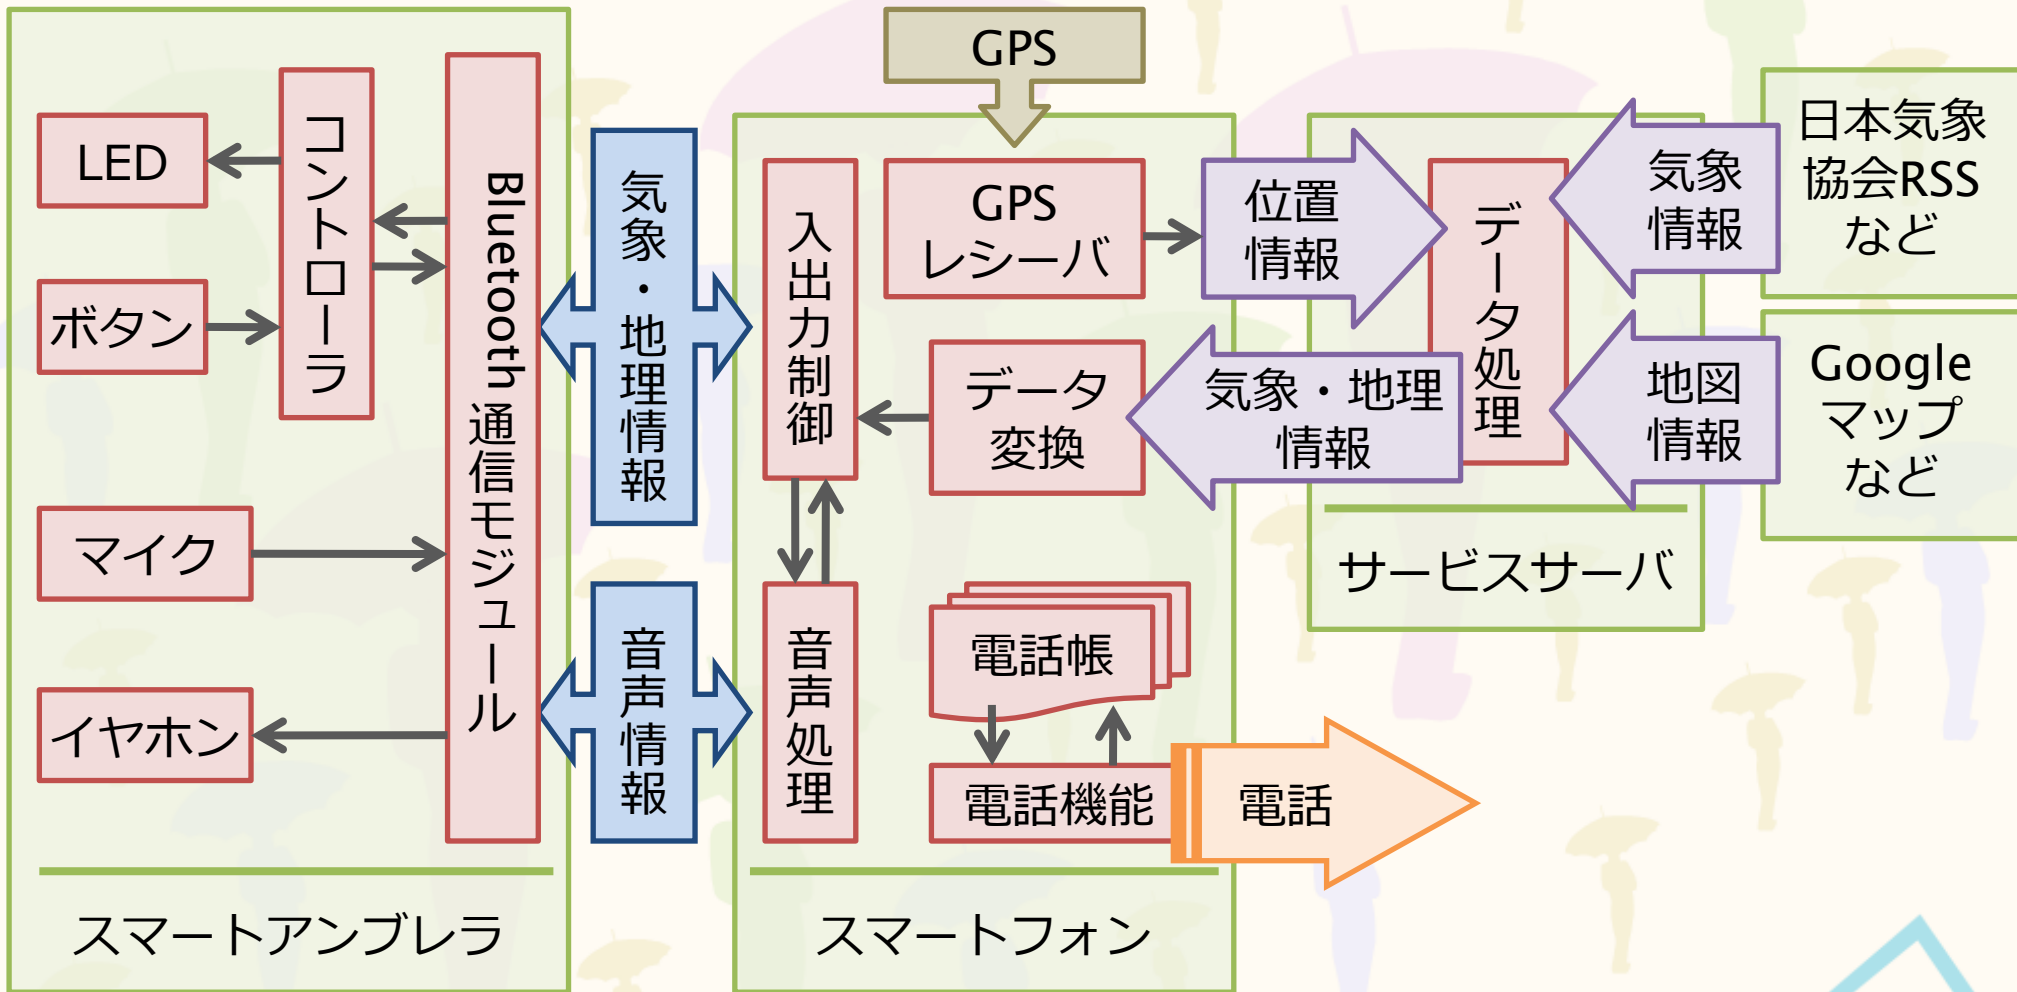 LED
ボタン
マイク
イヤホン
コントローラ
Bluetooth通信モジュール
スマートアンブレラ
気象・地理情報
音声情報
GPS
入出力制御
GPS
レシーバ
データ
変換
音声処理
電話帳
電話機能
スマートフォン
位置
情報
気象・地理
情報
電話
データ処理
サービスサーバ
気象
情報
地図
情報
日本気象
協会RSS
など
Google
マップ
など